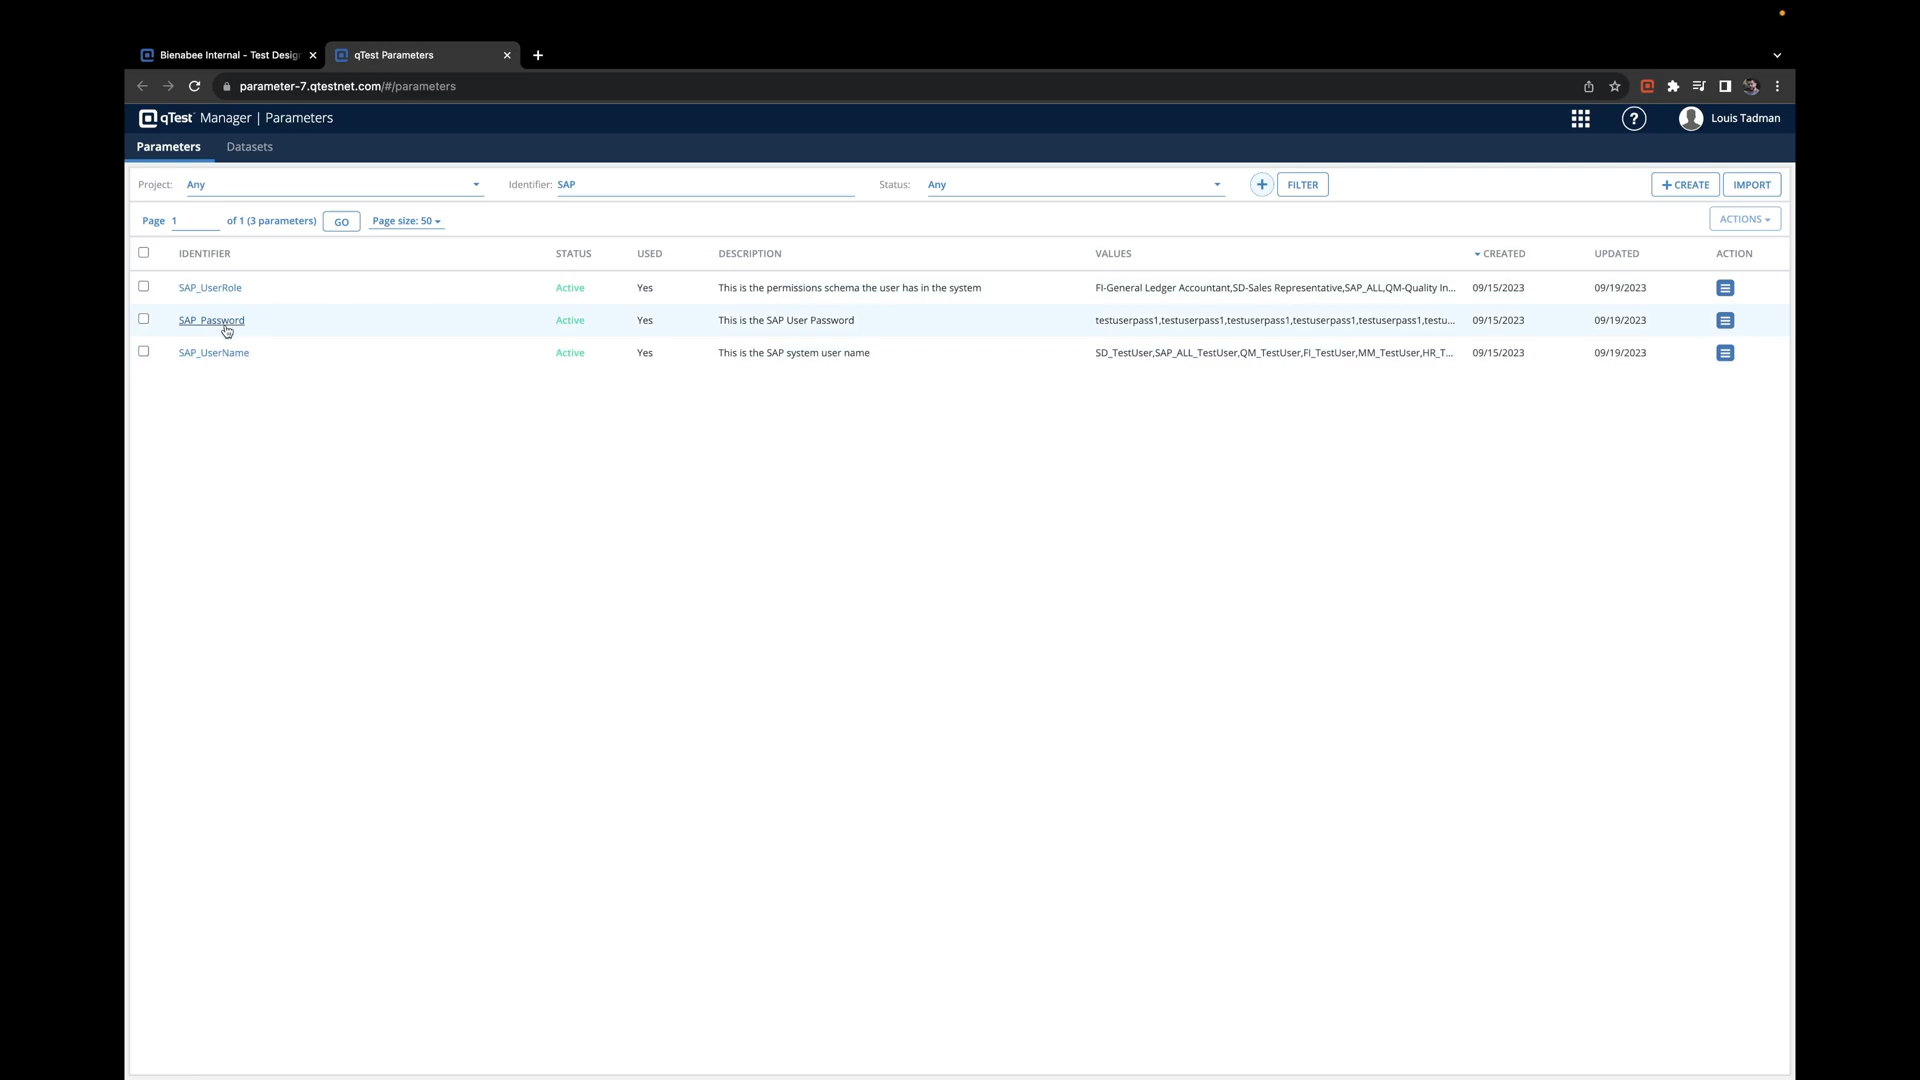 Bienabee Internal - Test Design
qTest Parameters
parameter-7.qtestnet.com/#/parameters
qTest Manager | Parameters
Louis Tadman
Parameters Datasets
Project: Any Identifier: SAP Status: Any + FILTER + CREATE IMPORT
Page 1 of 1 (3 parameters) GO Page size: 50 ACTIONS
IDENTIFIER STATUS USED DESCRIPTION VALUES CREATED UPDATED ACTION
SAP_UserRole Active Yes This is the permissions schema the user has in the system FI-General Ledger Accountant,SD-Sales Representative,SAP_ALL,QM-Quality In... 09/15/2023 09/19/2023
SAP_Password Active Yes This is the SAP User Password testuserpass1,testuserpass1,testuserpass1,testuserpass1,testuserpass1,testu... 09/15/2023 09/19/2023
SAP_UserName Active Yes This is the SAP system user name SD_TestUser,SAP_ALL_TestUser,QM_TestUser,FI_TestUser,MM_TestUser,HR_T... 09/15/2023 09/19/2023